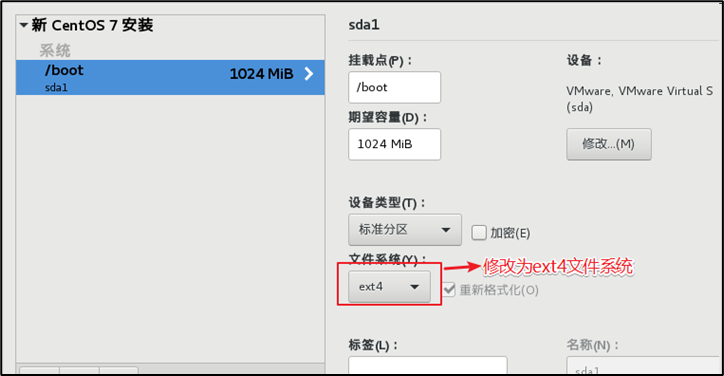 新 CentOS 7 安装
系统
/boot 1024 MiB
sda1
sda1
挂载点(P)：
/boot
设备：
VMware, VMware Virtual S
(sda)
期望容量(D)：
1024 MiB
修改...(M)
设备类型(T)：
标准分区
加密(E)
文件系统(Y)：
修改为ext4文件系统
ext4
重新格式化(O)
标签(L)：
名称(N)：
sda1